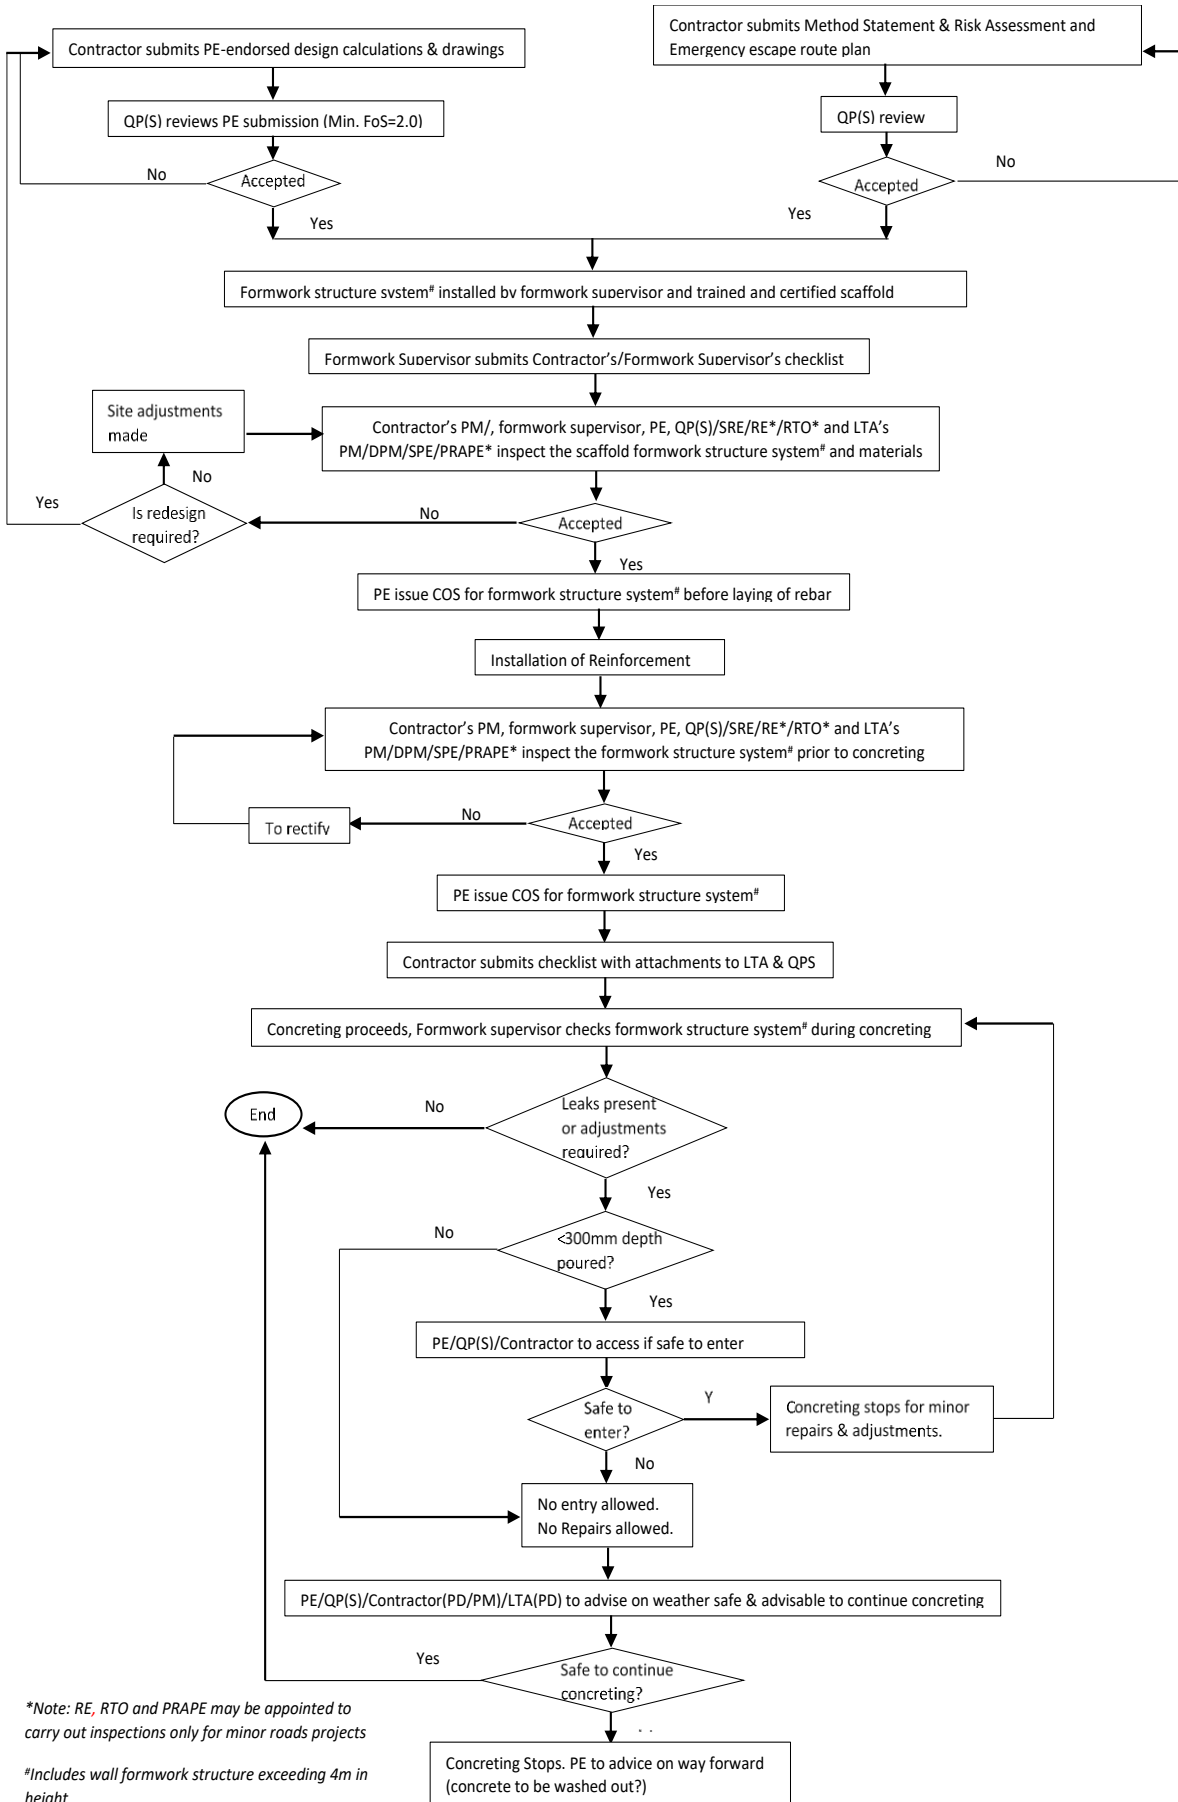 Contractor submits PE-endorsed design calculations & drawings
Contractor submits Method Statement & Risk Assessment and
Emergency escape route plan
QP(S) reviews PE submission (Min. FoS=2.0)
QP(S) review
No
Accepted
No
Accepted
Yes
Yes
Formwork structure system# installed by formwork supervisor and trained and certified scaffold
Formwork Supervisor submits Contractor's/Formwork Supervisor's checklist
Site adjustments
made
Contractor's PM/, formwork supervisor, PE, QP(S)/SRE/RE*/RTO* and LTA's
PM/DPM/SPE/PRAPE* inspect the scaffold formwork structure system# and materials
No
Yes
Is redesign
required?
No
Accepted
Yes
PE issue COS for formwork structure system# before laying of rebar
Installation of Reinforcement
Contractor's PM, formwork supervisor, PE, QP(S)/SRE/RE*/RTO* and LTA's
PM/DPM/SPE/PRAPE* inspect the formwork structure system# prior to concreting
To rectify
No
Accepted
Yes
PE issue COS for formwork structure system#
Contractor submits checklist with attachments to LTA & QPS
Concreting proceeds, Formwork supervisor checks formwork structure system# during concreting
End
No
Leaks present
or adjustments
required?
Yes
No
<300mm depth
poured?
Yes
PE/QP(S)/Contractor to access if safe to enter
Safe to
enter?
Y
Concreting stops for minor
repairs & adjustments.
No
No entry allowed.
No Repairs allowed.
PE/QP(S)/Contractor(PD/PM)/LTA(PD) to advise on weather safe & advisable to continue concreting
Yes
Safe to continue
concreting?
*Note: RE, RTO and PRAPE may be appointed to
carry out inspections only for minor roads projects
#Includes wall formwork structure exceeding 4m in
height
Concreting Stops. PE to advice on way forward
(concrete to be washed out?)